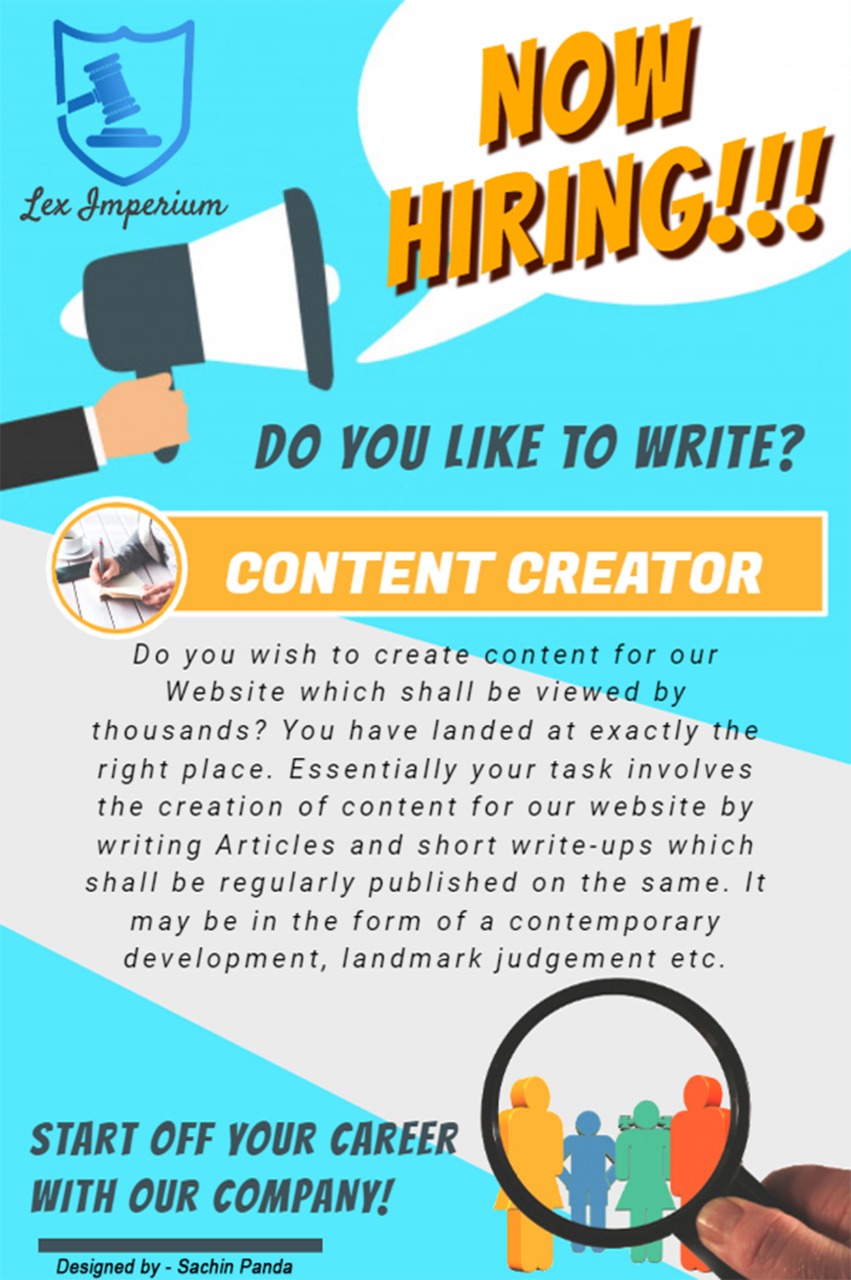 Lex Imperium
NOW
HIRING!!!
DO YOU LIKE TO WRITE?
CONTENT CREATOR
Do you wish to create content for our
Website which shall be viewed by
thousands? You have landed at exactly the
right place. Essentially your task involves
the creation of content for our website by
writing Articles and short write-ups which
shall be regularly published on the same. It
may be in the form of a contemporary
development, landmark judgement etc.
START OFF YOUR CAREER
WITH OUR COMPANY!
Designed by - Sachin Panda